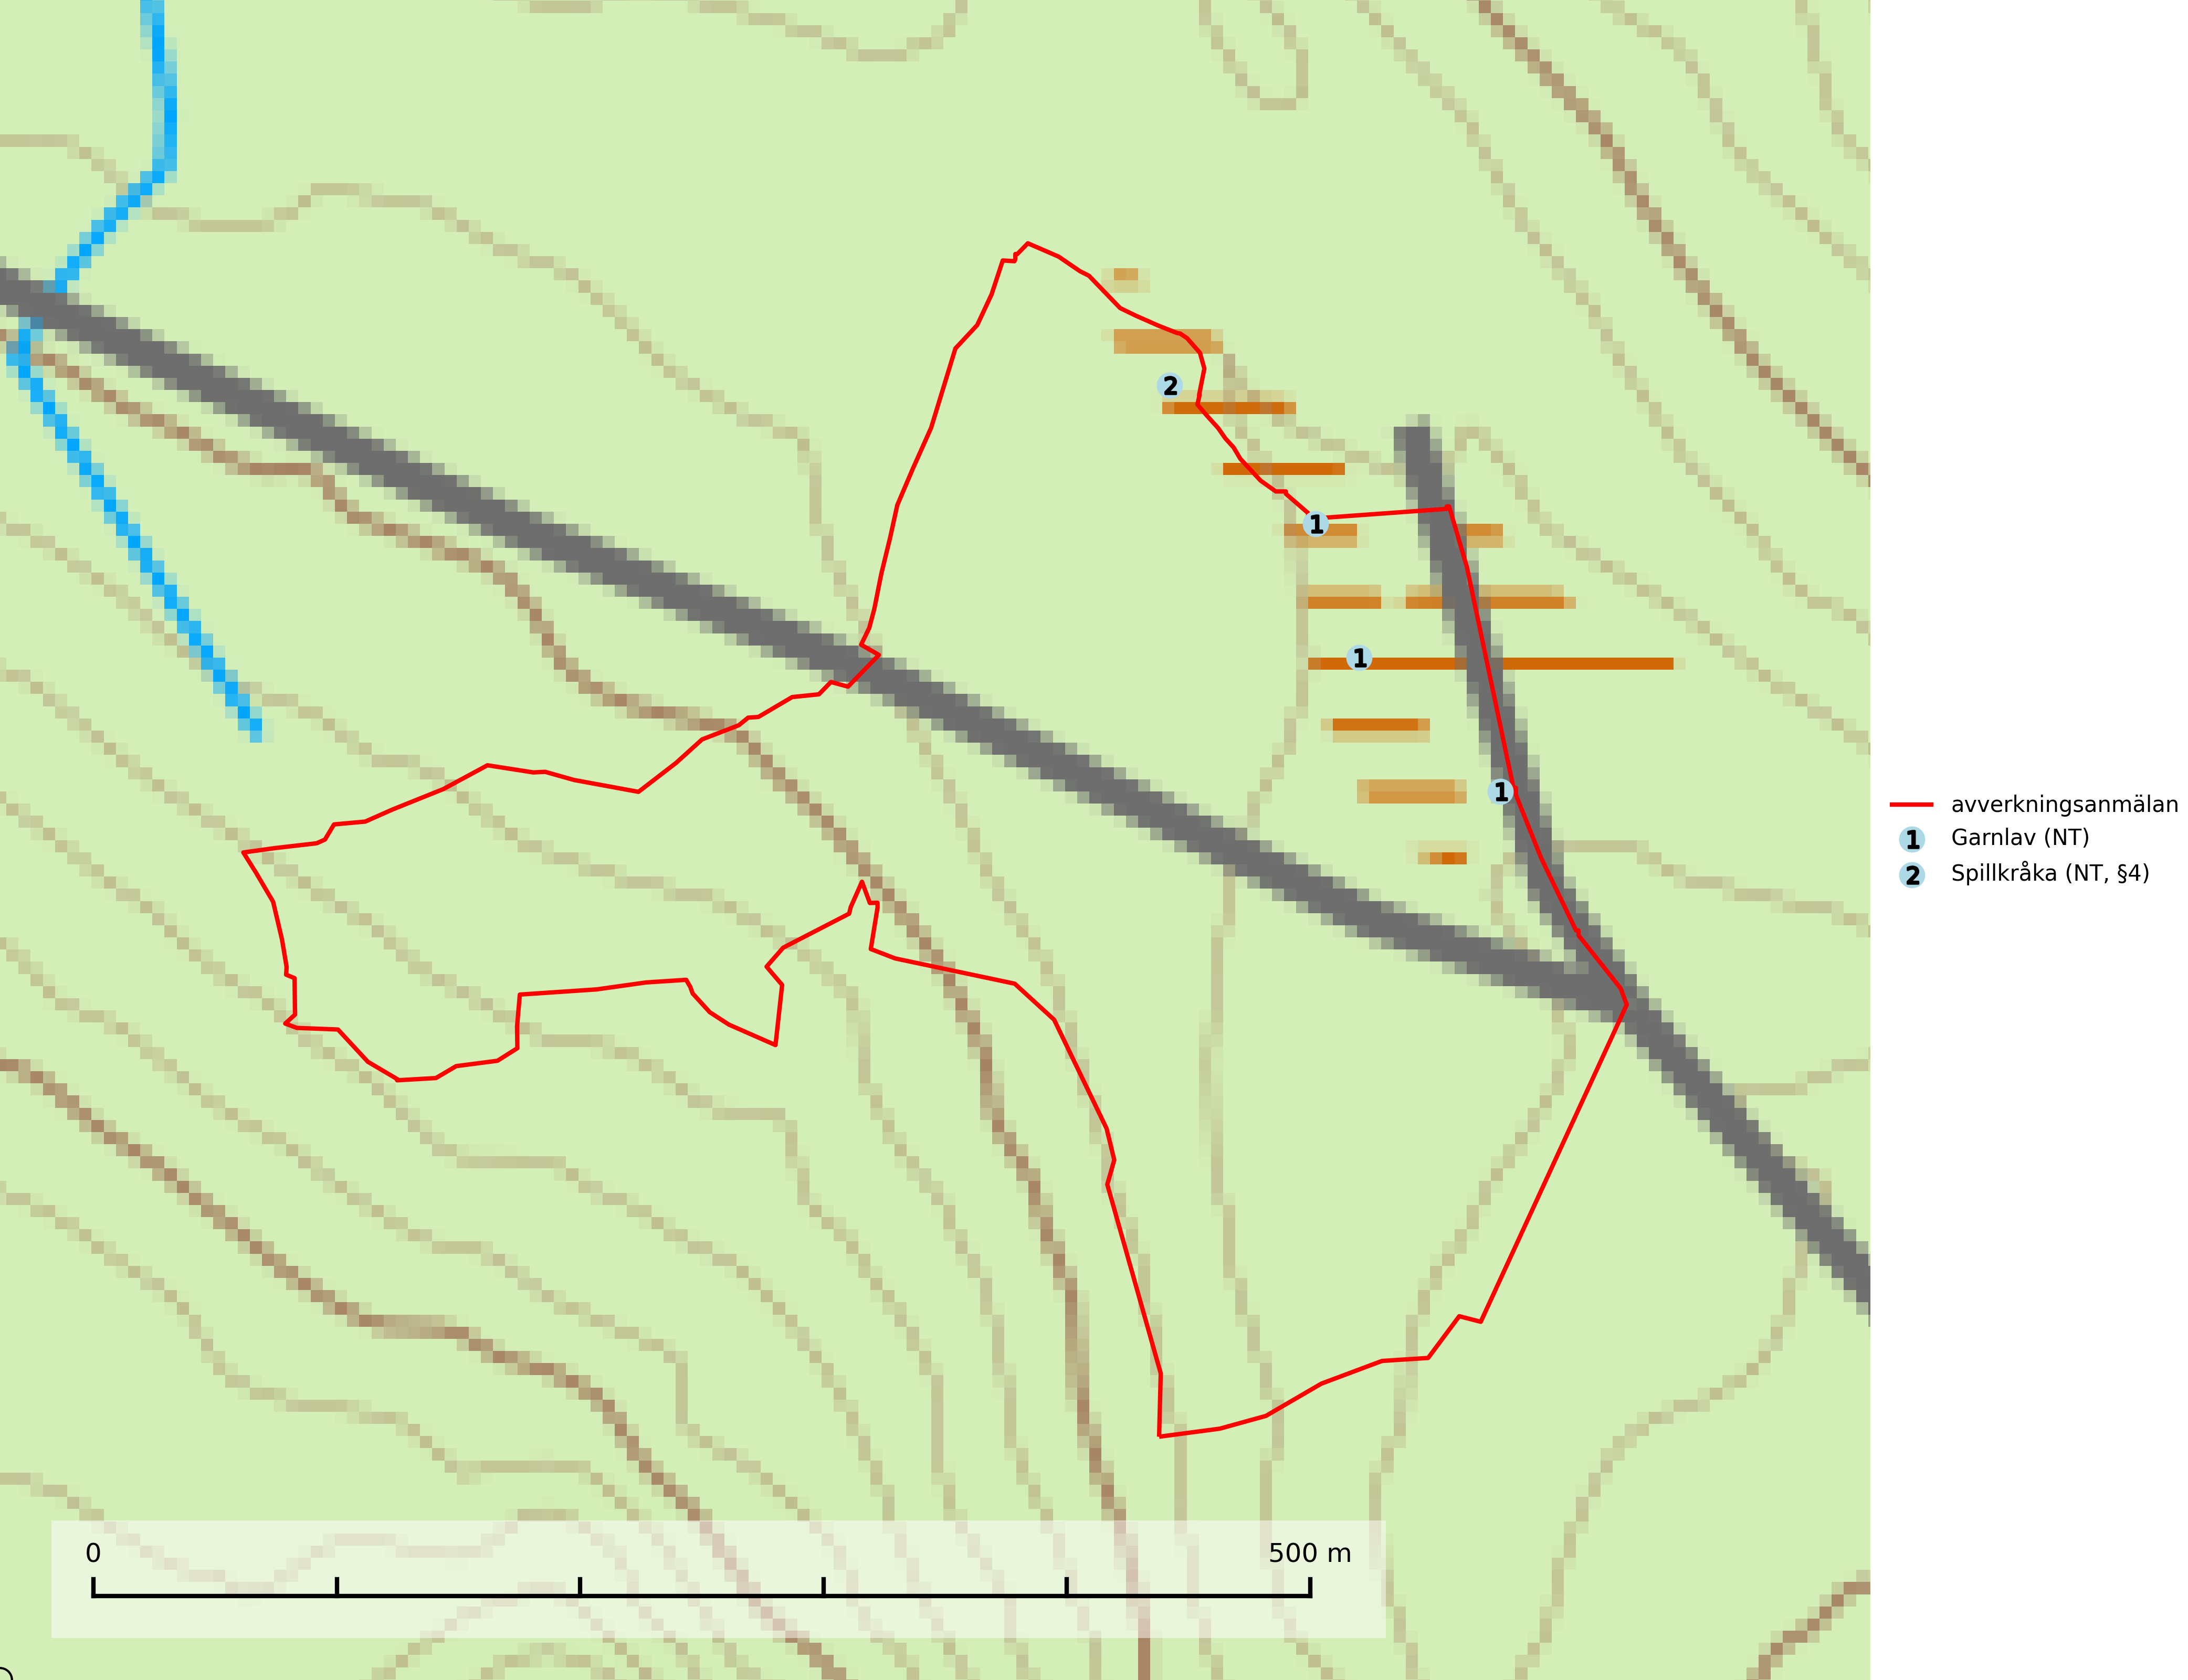 2
1
1
1
avverkningsanmälan
1 Garnlav (NT)
2 Spillkråka (NT, §4)
0 500 m